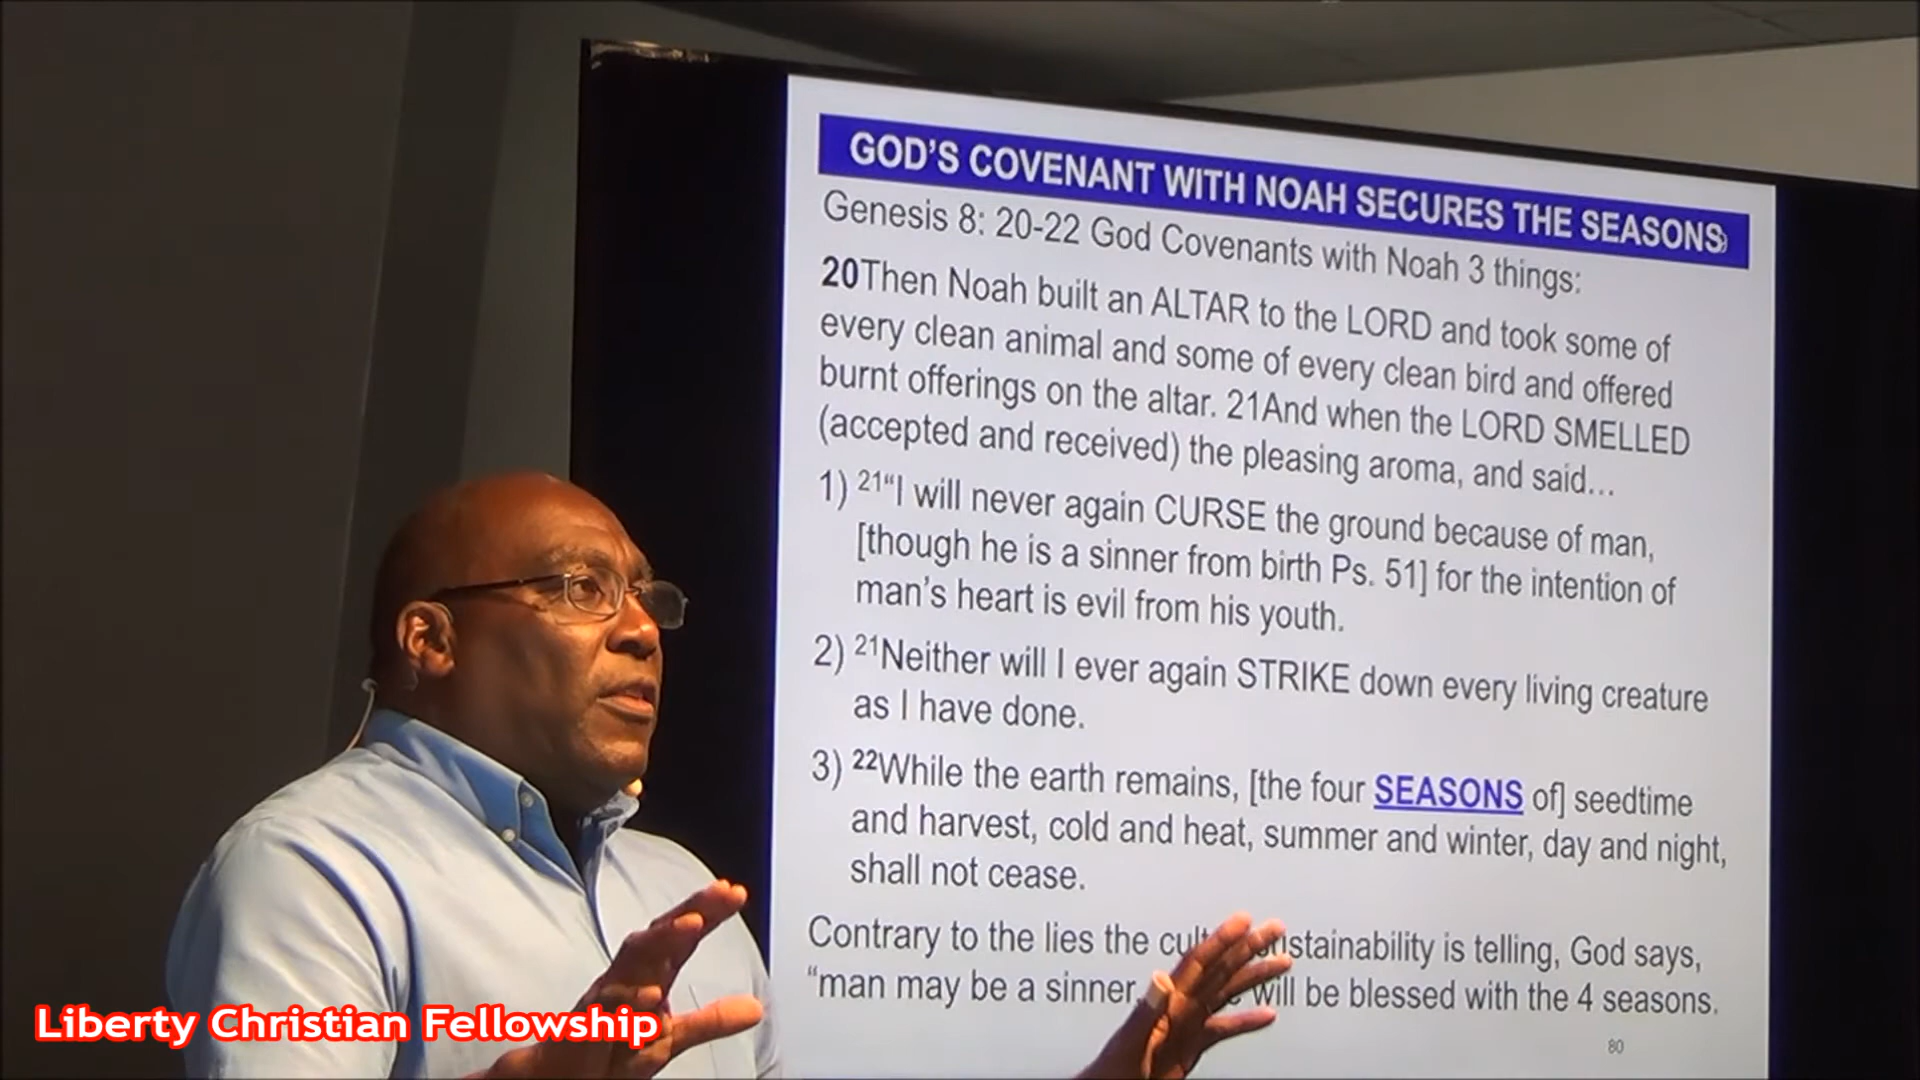 GOD'S COVENANT WITH NOAH SECURES THE SEASONS
Genesis 8: 20-22 God Covenants with Noah 3 things:
20Then Noah built an ALTAR to the LORD and took some of
every clean animal and some of every clean bird and offered
burnt offerings on the altar. 21And when the LORD SMELLED
(accepted and received) the pleasing aroma, and said...
1) 21“I will never again CURSE the ground because of man,
[though he is a sinner from birth Ps. 51] for the intention of
man's heart is evil from his youth.
2) 21Neither will I ever again STRIKE down every living creature
as I have done.
3) 22While the earth remains, [the four SEASONS of] seedtime
and harvest, cold and heat, summer and winter, day and night,
shall not cease.
Contrary to the lies the is telling, God says,
“man may be a sinner, will be blessed with the 4 seasons.
80
Liberty Christian Fellowship